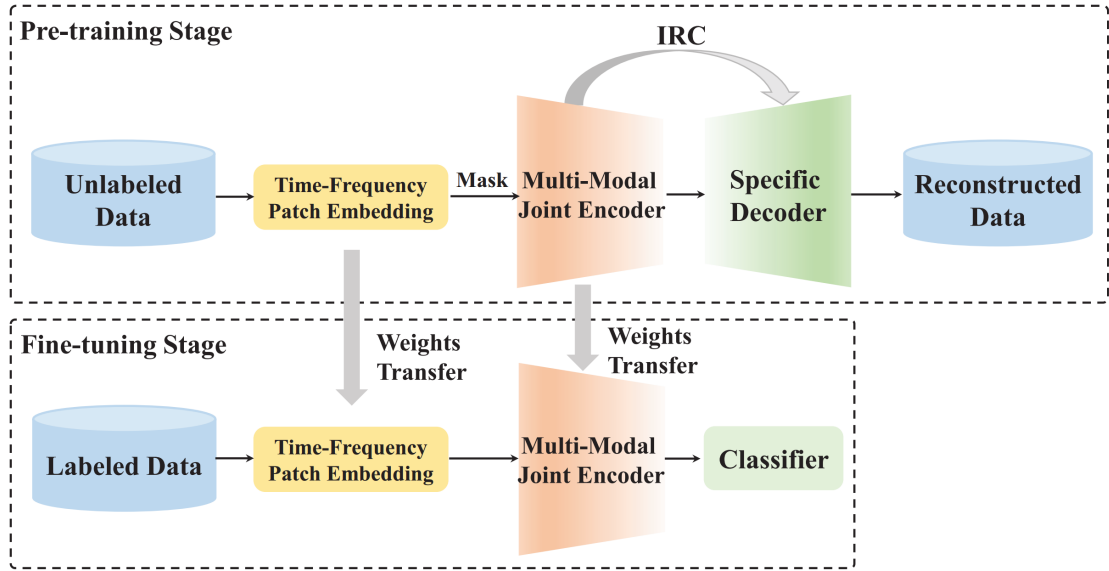 Pre-training Stage
IRC
Unlabeled
Data
Time-Frequency
Patch Embedding
Mask
Multi-Modal
Joint Encoder
Specific
Decoder
Reconstructed
Data
Fine-tuning Stage
Weights
Transfer
Weights
Transfer
Labeled Data
Time-Frequency
Patch Embedding
Multi-Modal
Joint Encoder
Classifier